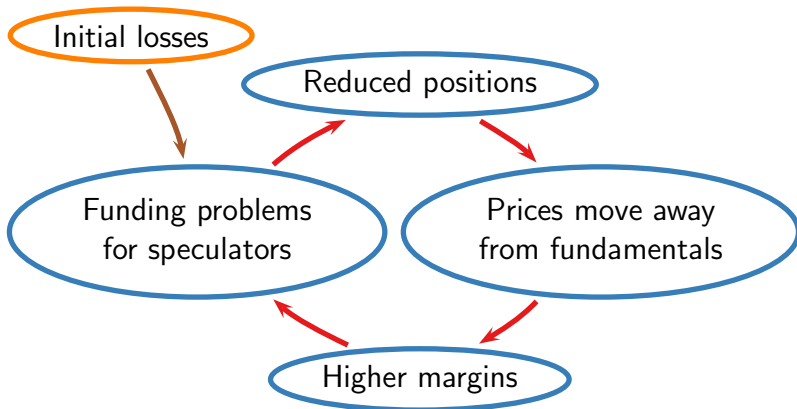 Initial losses
Reduced positions
Funding problems
for speculators
Prices move away
from fundamentals
Higher margins